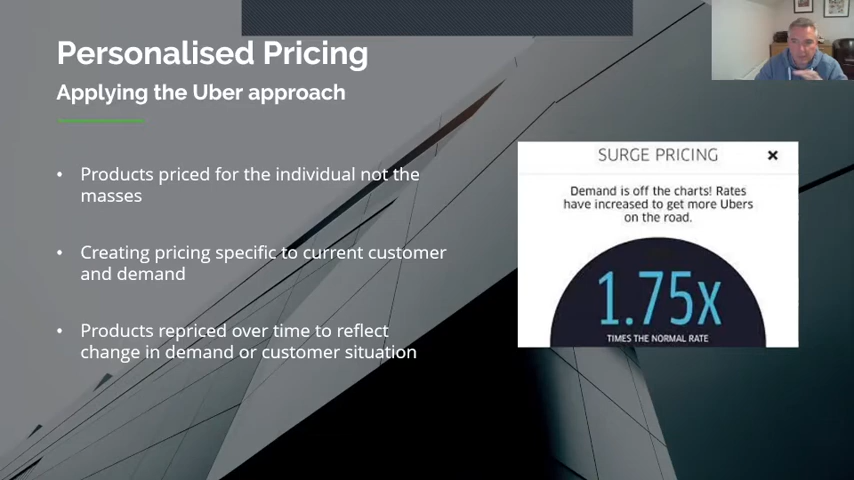 Personalised Pricing
Applying the Uber approach
• Products priced for the individual not the
masses
• Creating pricing specific to current customer
and demand
• Products repriced over time to reflect
change in demand or customer situation
SURGE PRICING ×
Demand is off the charts! Rates
have increased to get more Ubers
on the road.
1.75x
TIMES THE NORMAL RATE